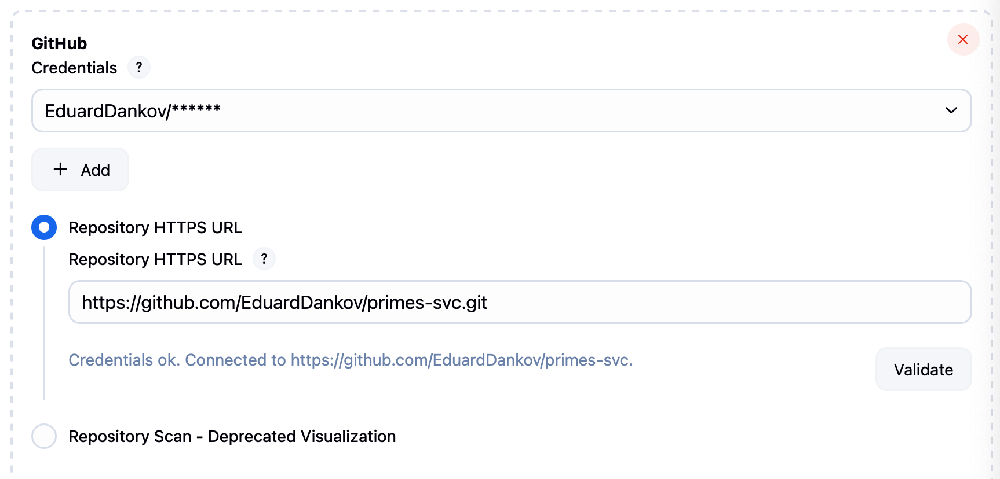 GitHub
Credentials ?
EduardDankov/******
Add
Repository HTTPS URL
Repository HTTPS URL ?
https://github.com/EduardDankov/primes-svc.git
Credentials ok. Connected to https://github.com/EduardDankov/primes-svc.
Validate
Repository Scan - Deprecated Visualization